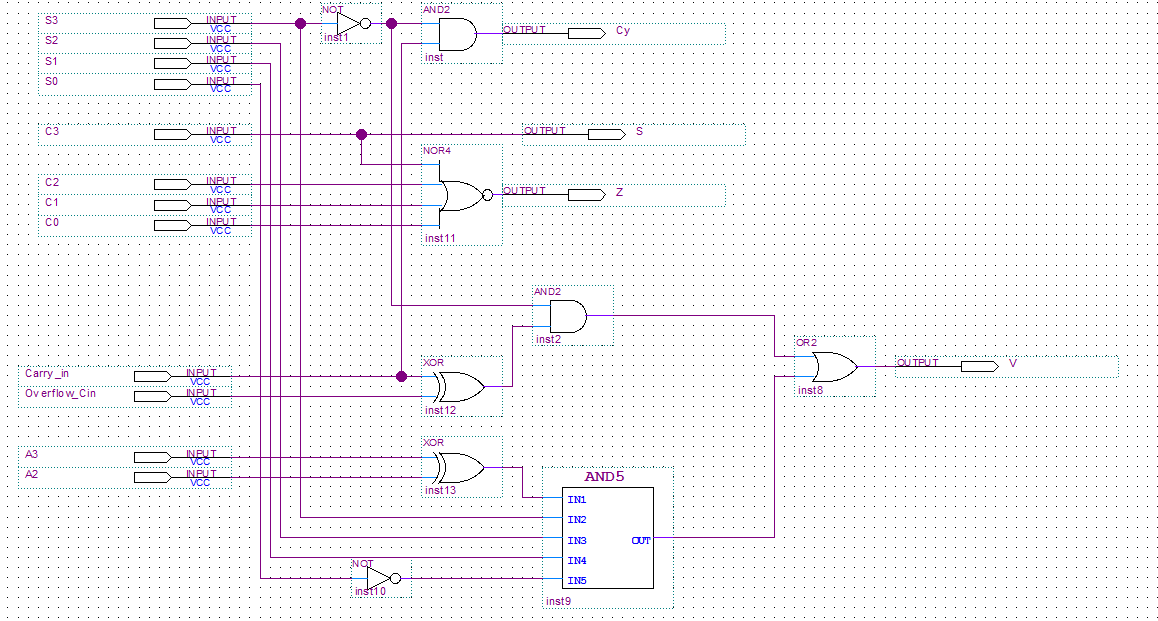 S3 INPUT VCC NOT inst1 AND2 inst OUTPUT Cy
S2 INPUT VCC
S1 INPUT VCC
S0 INPUT VCC
C3 INPUT VCC OUTPUT S
NOR4
C2 INPUT VCC OUTPUT Z
C1 INPUT VCC
C0 INPUT VCC
inst11
AND2
inst2
OR2
XOR
Carry_in INPUT VCC OUTPUT V
Overflow_Cin INPUT VCC
inst8
inst12
XOR
A3 INPUT VCC
A2 INPUT VCC
inst13
AND5
IN1
IN2
IN3 OUT
IN4
IN5
NOT
inst10
inst9